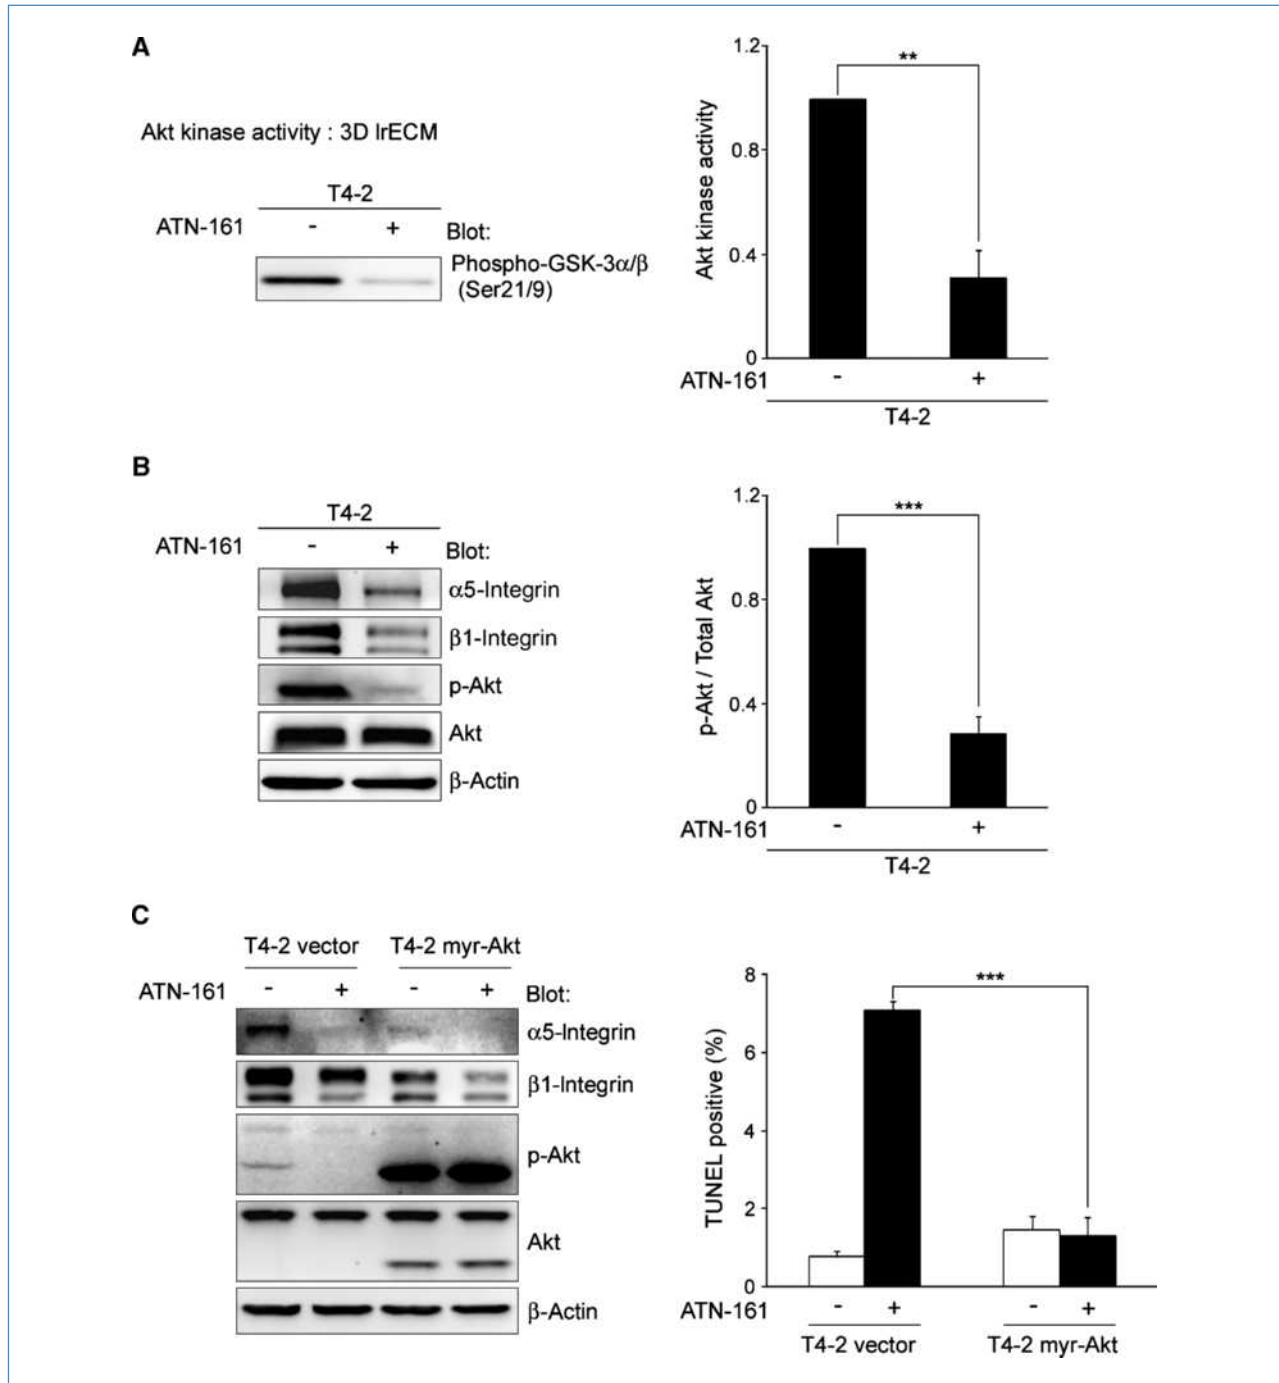 A
Akt kinase activity : 3D lrECM
T4-2
ATN-161 - + Blot:
Phospho-GSK-3α/β
(Ser21/9)
1.2
0.8
0.4
0
Akt kinase activity
**
ATN-161 - +
T4-2
B
T4-2
ATN-161 - + Blot:
α5-Integrin
β1-Integrin
p-Akt
Akt
β-Actin
1.2
0.8
0.4
0
p-Akt / Total Akt
***
ATN-161 - +
T4-2
C
T4-2 vector T4-2 myr-Akt
ATN-161 - + - + Blot:
α5-Integrin
β1-Integrin
p-Akt
Akt
β-Actin
8
6
4
2
0
TUNEL positive (%)
***
ATN-161 - + - +
T4-2 vector T4-2 myr-Akt